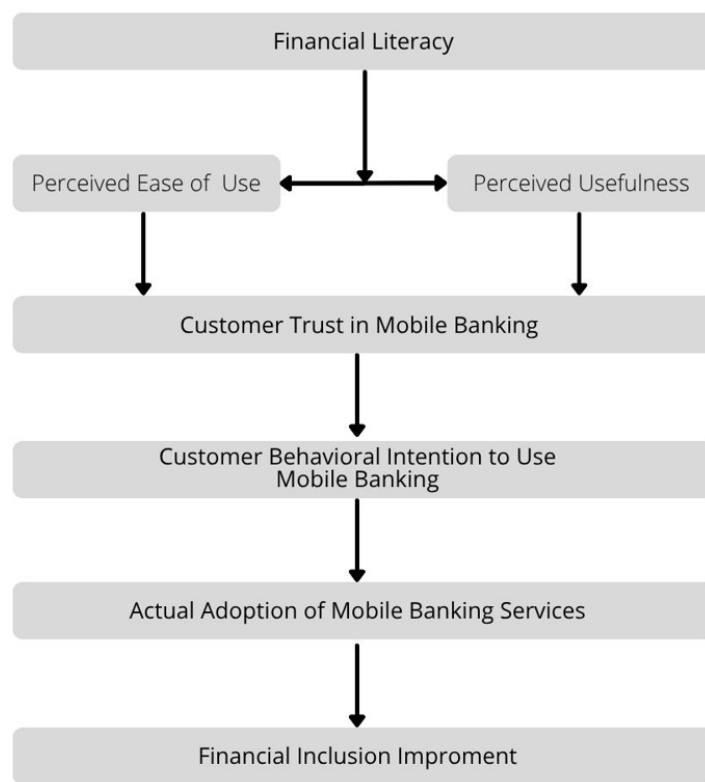 Financial Literacy
Perceived Ease of Use
Perceived Usefulness
Customer Trust in Mobile Banking
Customer Behavioral Intention to Use
Mobile Banking
Actual Adoption of Mobile Banking Services
Financial Inclusion Improment